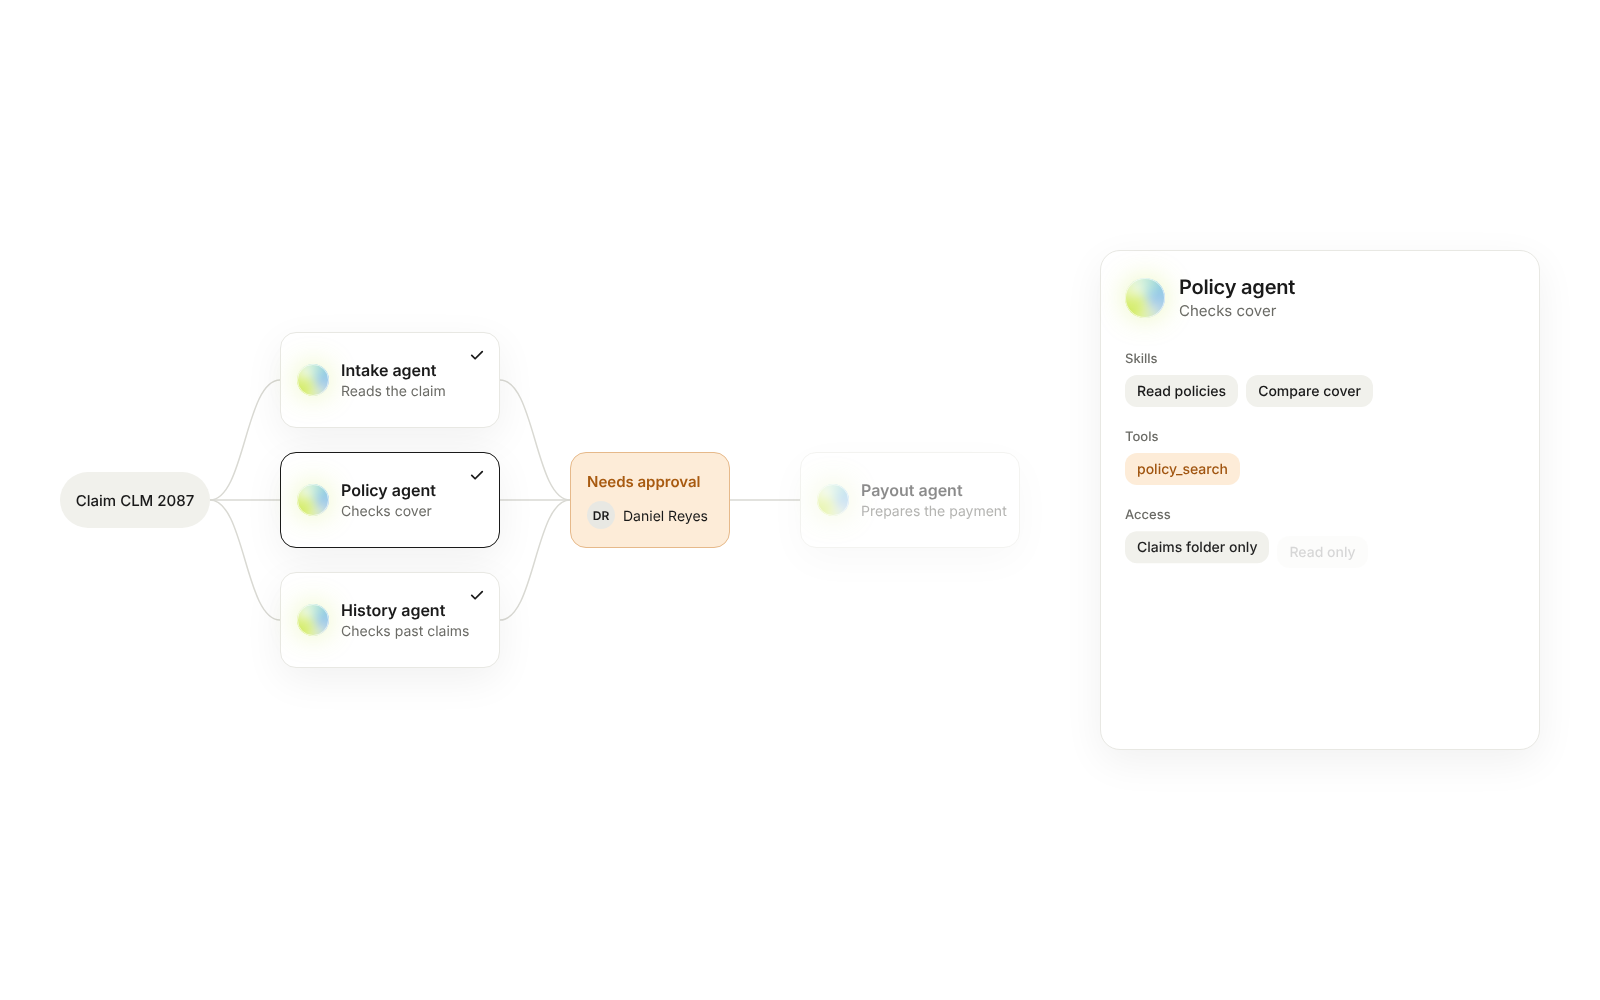 Claim CLM 2087
Intake agent
Reads the claim
Policy agent
Checks cover
History agent
Checks past claims
Needs approval
DR Daniel Reyes
Payout agent
Prepares the payment
Policy agent
Checks cover
Skills
Read policies Compare cover
Tools
policy_search
Access
Claims folder only Read only